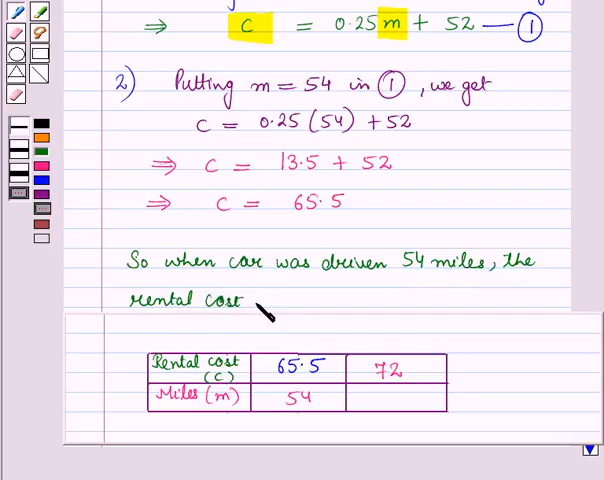 ⇒ C = 0.25 m + 52 — ①
2) Putting m = 54 in ①, we get
C = 0.25 (54) + 52
⇒ C = 13.5 + 52
⇒ C = 65.5
So when car was driven 54 miles, the
rental cost
Rental cost (C) 65.5 72
Miles (m) 54